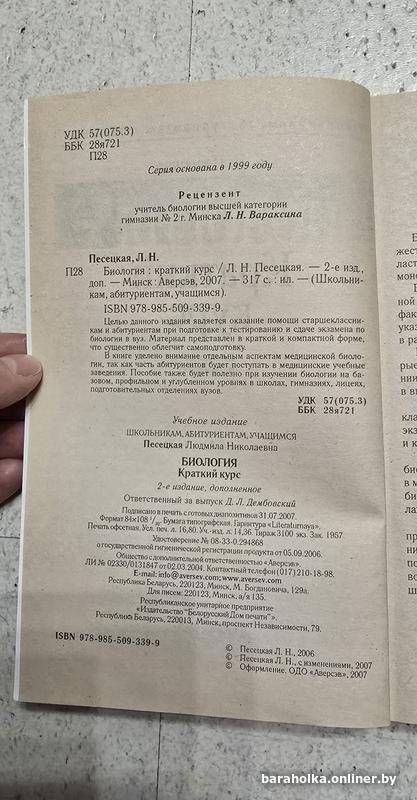 УДК 57(075.3)
ББК 28я721
П28
Серия основана в 1999 году
Рецензент
учитель биологии высшей категории
гимназии № 2 г. Минска Л. Н. Вараксина
Песецкая, Л. Н.
П28 Биология : краткий курс / Л. Н. Песецкая. — 2-е изд.,
доп. — Минск : Аверсэв, 2007. — 317 с. : ил. — (Школьни-
кам, абитуриентам, учащимся).
ISBN 978-985-509-339-9.
Целью данного издания является оказание помощи старшеклассни-
кам и абитуриентам при подготовке к тестированию и сдаче экзамена по
биологии в вуз. Материал представлен в краткой и компактной форме,
что существенно облегчит самоподготовку.
В книге уделено внимание отдельным аспектам медицинской биоло-
гии, так как часть абитуриентов будет поступать в медицинские учебные
заведения. Пособие также будет полезно при изучении биологии на ба-
зовом, профильном и углубленном уровнях в школах, гимназиях, лицеях,
подготовительных отделениях вузов.
УДК 57(075.3)
ББК 28я721
Учебное издание
ШКОЛЬНИКАМ, АБИТУРИЕНТАМ, УЧАЩИМСЯ
Песецкая Людмила Николаевна
БИОЛОГИЯ
Краткий курс
2-е издание, дополненное
Ответственный за выпуск Д. Л. Дембовский
Подписано в печать с готовых диапозитивов 31.07.2007.
Формат 84×108 1/32. Бумага типографская. Гарнитура «Literaturnaya».
Печать офсетная. Усл. печ. л. 16,80. Уч.-изд. л. 14,36. Тираж 3100 экз. Зак. 1957.
Удостоверение № 08-33-0.294868
о государственной гигиенической регистрации продукта от 05.09.2006.
Общество с дополнительной ответственностью «Аверсэв».
ЛИ № 02330/0131847 от 02.03.2004. Контактный телефон (017) 210-18-98.
E-mail: info@aversev.com; www.aversev.com
Республика Беларусь, 220123, Минск, М. Богдановича, 129а.
Для писем: 220123, Минск, а/я 135.
Республиканское унитарное предприятие
«Издательство "Белорусский Дом печати"».
Республика Беларусь, 220013, Минск, проспект Независимости, 79.
ISBN 978-985-509-339-9
© Песецкая Л. Н., 2006
© Песецкая Л. Н., с изменениями, 2007
© Оформление. ОДО «Аверсэв», 2007
baraholka.onliner.by